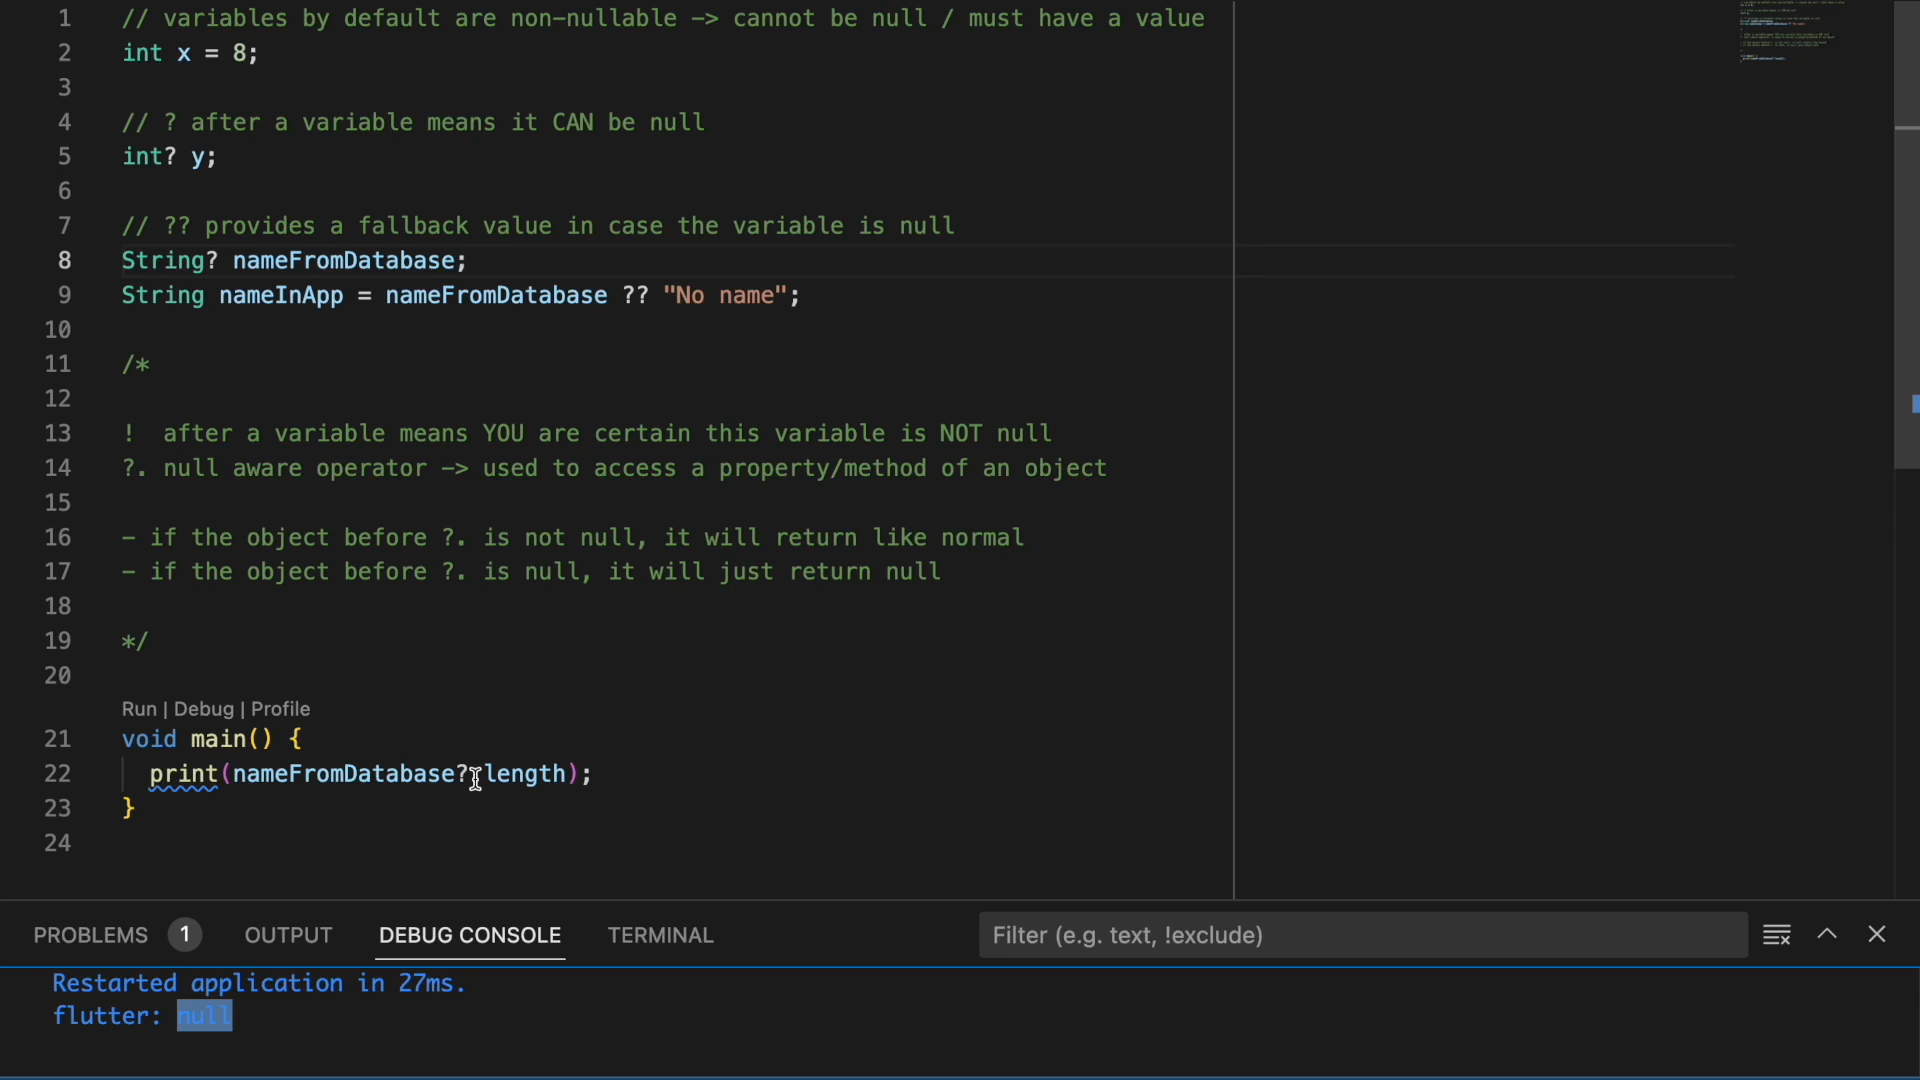 1 // variables by default are non-nullable -> cannot be null / must have a value
2 int x = 8;
3
4 // ? after a variable means it CAN be null
5 int? y;
6
7 // ?? provides a fallback value in case the variable is null
8 String? nameFromDatabase;
9 String nameInApp = nameFromDatabase ?? "No name";
10
11 /*
12
13 ! after a variable means YOU are certain this variable is NOT null
14 ?. null aware operator -> used to access a property/method of an object
15
16 - if the object before ?. is not null, it will return like normal
17 - if the object before ?. is null, it will just return null
18
19 */
20
Run | Debug | Profile
21 void main() {
22 print(nameFromDatabase?.length);
23 }
24
PROBLEMS 1 OUTPUT DEBUG CONSOLE TERMINAL Filter (e.g. text, !exclude)
Restarted application in 27ms.
flutter: null